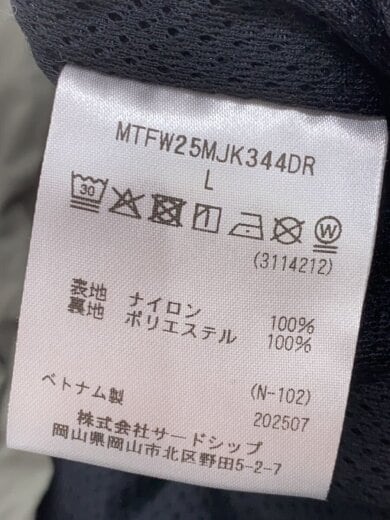 MTFW25MJK344DR
L
30 W
(3114212)
表地 ナイロン 100%
裏地 ポリエステル 100%
ベトナム製 (N-102)
202507
株式会社サードシップ
岡山県岡山市北区野田5-2-7